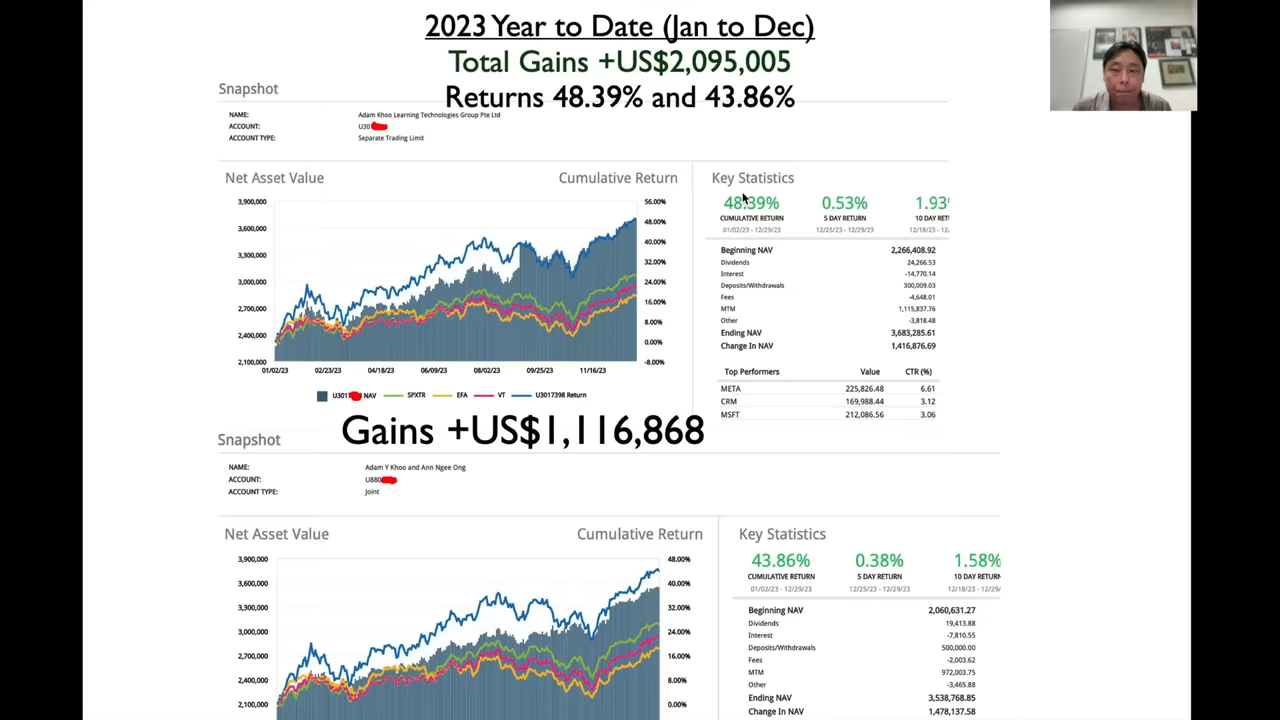 2023 Year to Date (Jan to Dec)
Total Gains +US$2,095,005
Returns 48.39% and 43.86%
Snapshot
NAME: Adam Khoo Learning Technologies Group Pte Ltd
ACCOUNT: U30
ACCOUNT TYPE: Separate Trading Limit
Net Asset Value Cumulative Return
3,900,000 56.00%
3,600,000 48.00%
40.00%
3,300,000 32.00%
3,000,000 24.00%
2,700,000 16.00%
2,400,000 8.00%
0.00%
2,100,000 -8.00%
01/02/23 02/23/23 04/18/23 06/09/23 08/02/23 09/25/23 11/16/23
U301 NAV SPXTR EFA VT U3017398 Return
Key Statistics
48.39% 0.53% 1.93
CUMULATIVE RETURN 5 DAY RETURN 10 DAY RET
01/02/23 - 12/29/23 12/25/23 - 12/29/23 12/18/23 - 12/
Beginning NAV 2,266,408.92
Dividends 24,266.53
Interest -14,770.14
Deposits/Withdrawals 300,009.03
Fees -4,648.01
MTM 1,115,837.76
Other -3,818.48
Ending NAV 3,683,285.61
Change In NAV 1,416,876.69
Top Performers Value CTR (%)
META 225,826.48 6.61
CRM 169,988.44 3.12
MSFT 212,086.56 3.06
Gains +US$1,116,868
Snapshot
NAME: Adam Y Khoo and Ann Ngee Ong
ACCOUNT: U880
ACCOUNT TYPE: Joint
Net Asset Value Cumulative Return
3,900,000 48.00%
3,600,000 40.00%
3,300,000 32.00%
3,000,000 24.00%
2,700,000 16.00%
2,400,000 8.00%
2,100,000 0.00%
Key Statistics
43.86% 0.38% 1.58%
CUMULATIVE RETURN 5 DAY RETURN 10 DAY RETURN
01/02/23 - 12/29/23 12/25/23 - 12/29/23 12/18/23 - 12/29/
Beginning NAV 2,060,631.27
Dividends 19,413.88
Interest -7,810.55
Deposits/Withdrawals 500,000.00
Fees -2,003.62
MTM 972,003.75
Other -3,465.88
Ending NAV 3,538,768.85
Change In NAV 1,478,137.58